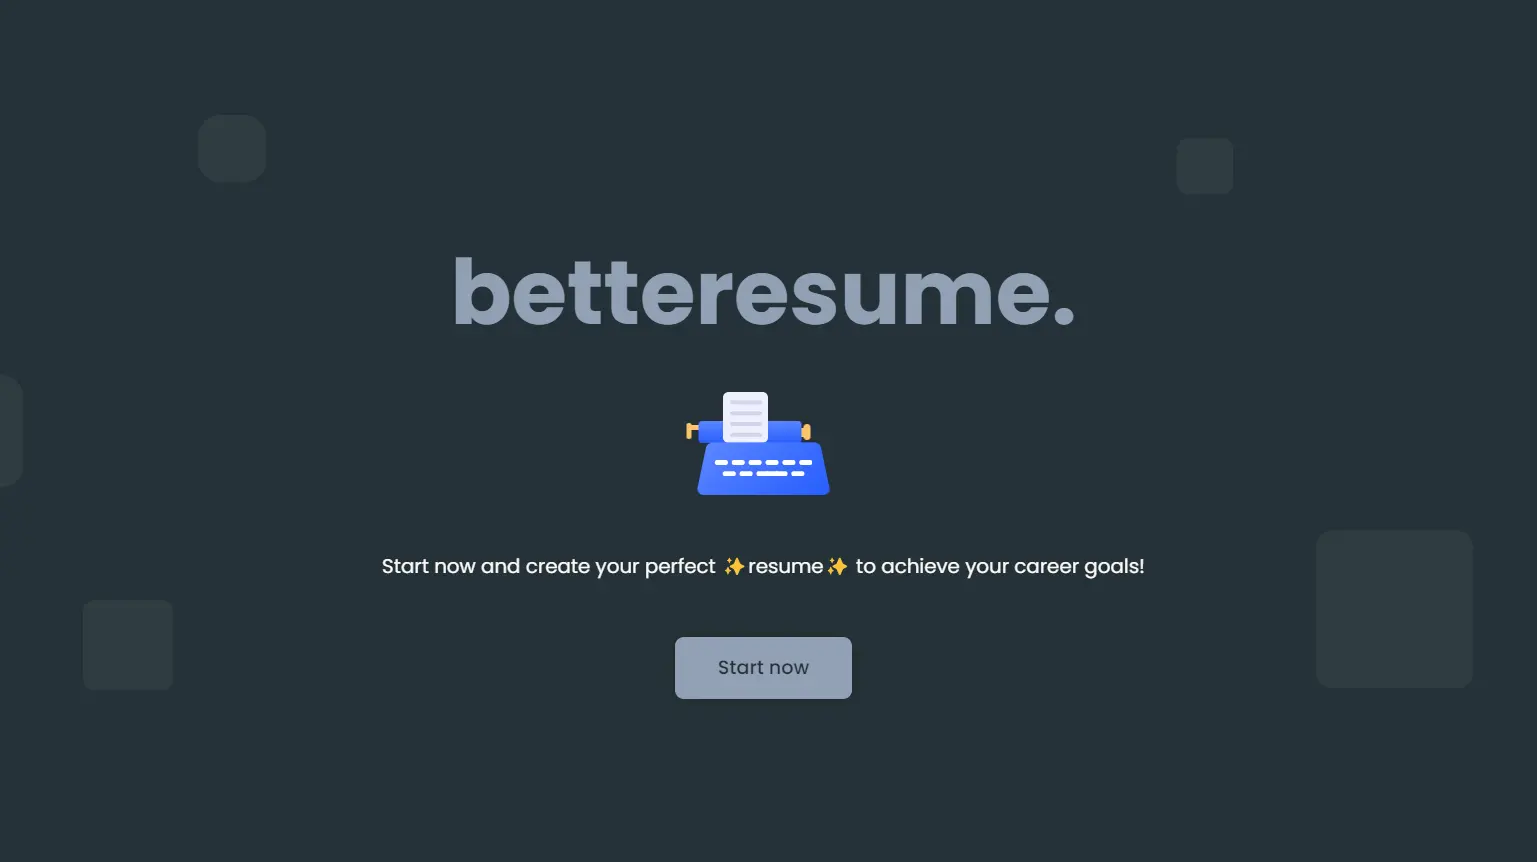 betteresume.
Start now and create your perfect ✨resume✨ to achieve your career goals!
Start now